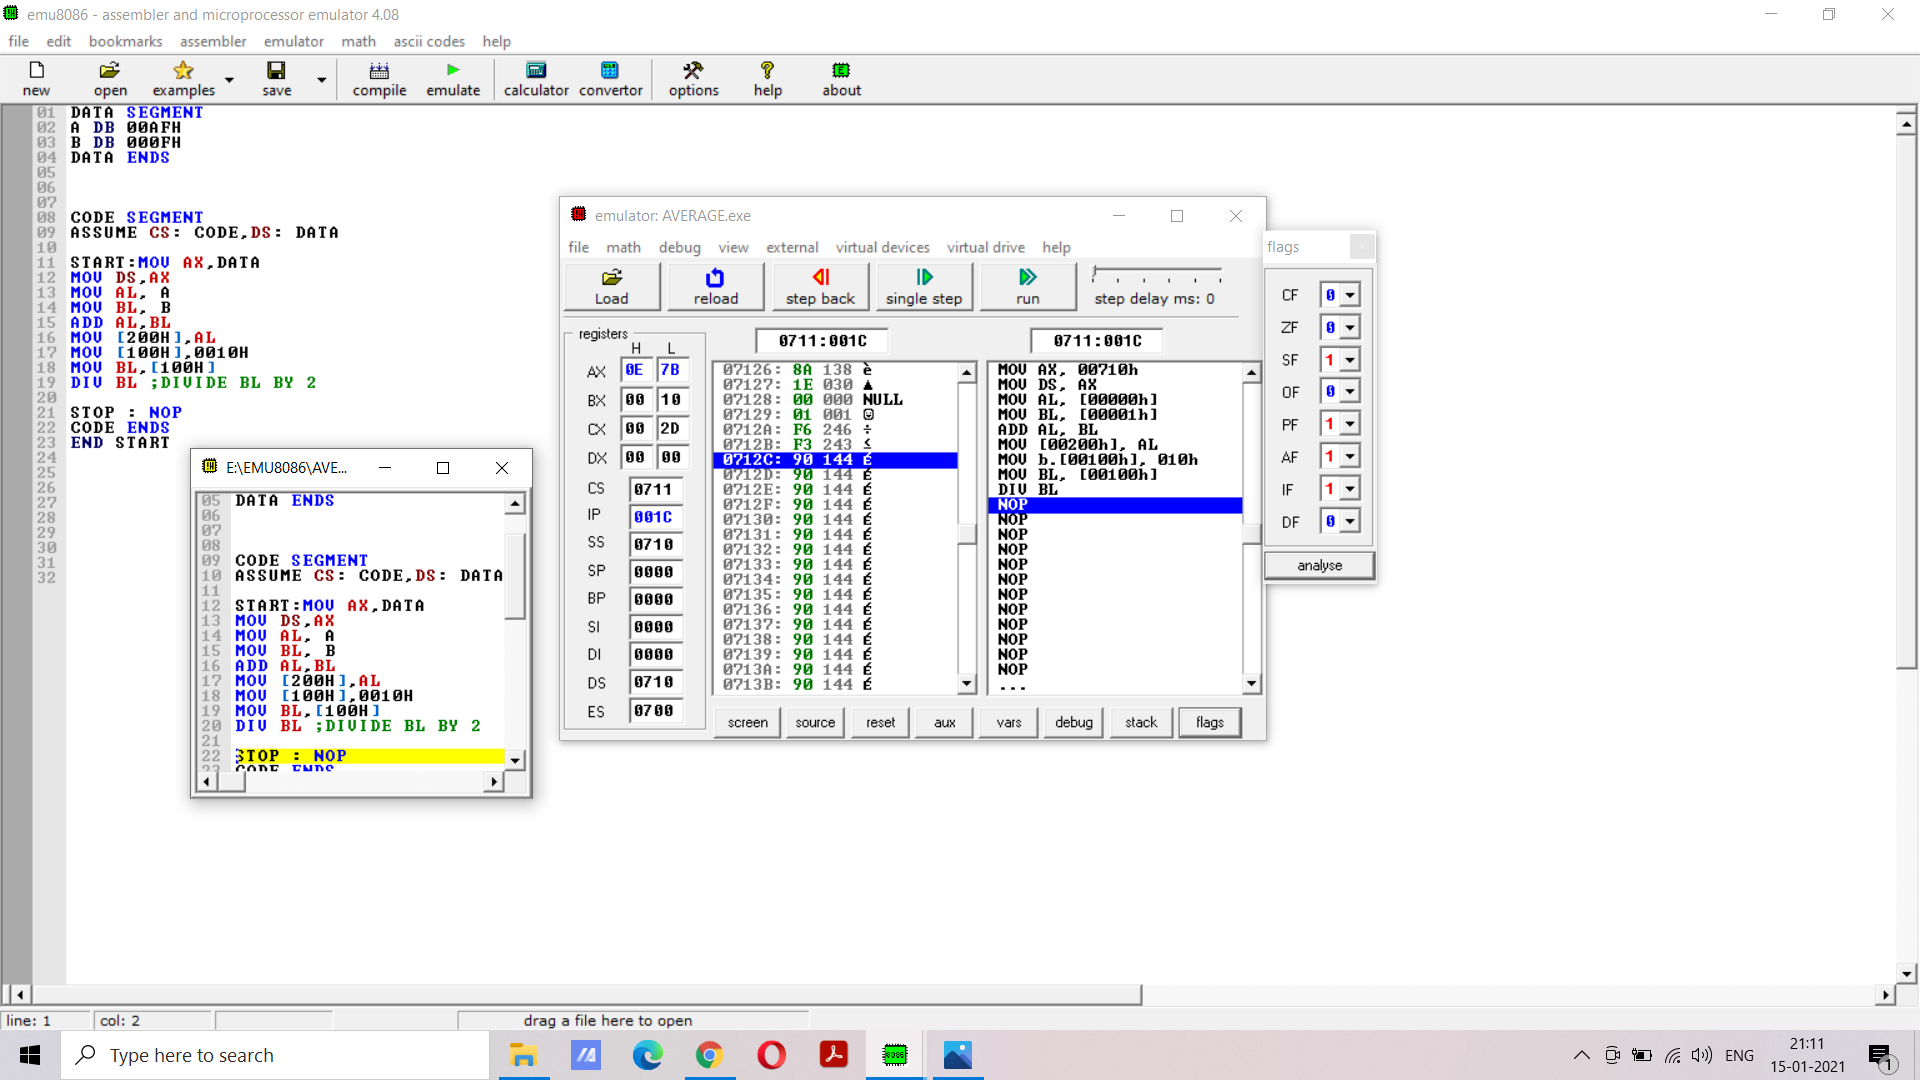 emu8086 - assembler and microprocessor emulator 4.08
file edit bookmarks assembler emulator math ascii codes help
new open examples save compile emulate calculator convertor options help about
01 DATA SEGMENT
02 A DB 00AFH
03 B DB 000FH
04 DATA ENDS
05
06
07
08 CODE SEGMENT
09 ASSUME CS: CODE,DS: DATA
10
11 START:MOV AX,DATA
12 MOV DS,AX
13 MOV AL, A
14 MOV BL, B
15 ADD AL,BL
16 MOV [200H],AL
17 MOV [100H],0010H
18 MOV BL,[100H]
19 DIV BL ;DIVIDE BL BY 2
20
21 STOP : NOP
22 CODE ENDS
23 END START
24
25
26
27
28
29
30
31
32
E:\EMU8086\AVE...
05 DATA ENDS
06
07
08
09 CODE SEGMENT
10 ASSUME CS: CODE,DS: DATA
11
12 START:MOV AX,DATA
13 MOV DS,AX
14 MOV AL, A
15 MOV BL, B
16 ADD AL,BL
17 MOV [200H],AL
18 MOV [100H],0010H
19 MOV BL,[100H]
20 DIV BL ;DIVIDE BL BY 2
21
22 STOP : NOP
23 CODE ENDS
emulator: AVERAGE.exe
file math debug view external virtual devices virtual drive help
Load reload step back single step run step delay ms: 0
registers
H L
AX 0E 7B
BX 00 10
CX 00 2D
DX 00 00
CS 0711
IP 001C
SS 0710
SP 0000
BP 0000
SI 0000
DI 0000
DS 0710
ES 0700
0711:001C
07126: 8A 138 è
07127: 1E 030 ▲
07128: 00 000 NULL
07129: 01 001 ☺
0712A: F6 246 ÷
0712B: F3 243 ≤
0712C: 90 144 É
0712D: 90 144 É
0712E: 90 144 É
0712F: 90 144 É
07130: 90 144 É
07131: 90 144 É
07132: 90 144 É
07133: 90 144 É
07134: 90 144 É
07135: 90 144 É
07136: 90 144 É
07137: 90 144 É
07138: 90 144 É
07139: 90 144 É
0713A: 90 144 É
0713B: 90 144 É
0711:001C
MOV AX, 00710h
MOV DS, AX
MOV AL, [00000h]
MOV BL, [00001h]
ADD AL, BL
MOV [00200h], AL
MOV b.[00100h], 010h
MOV BL, [00100h]
DIV BL
NOP
NOP
NOP
NOP
NOP
NOP
NOP
NOP
NOP
NOP
NOP
NOP
...
screen source reset aux vars debug stack flags
flags
CF 0
ZF 0
SF 1
OF 0
PF 1
AF 1
IF 1
DF 0
analyse
line: 1 col: 2 drag a file here to open
Type here to search
8086
ENG
21:11
15-01-2021
1